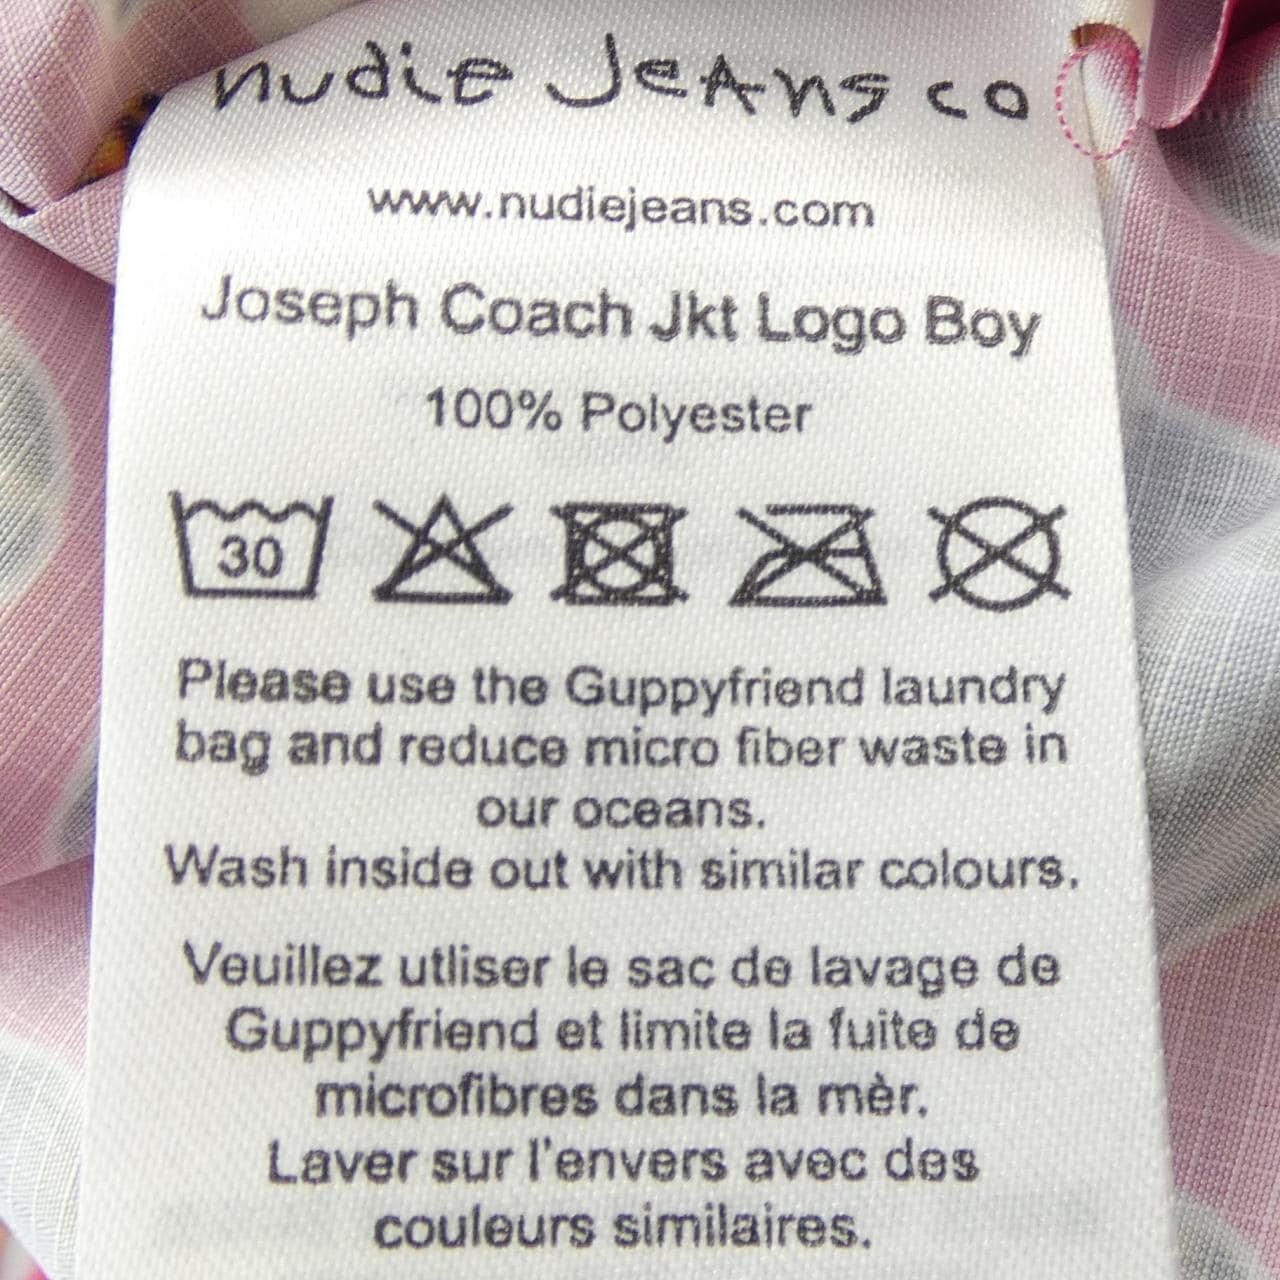 nudie Jeans co
www.nudiejeans.com
Joseph Coach Jkt Logo Boy
100% Polyester
30
Please use the Guppyfriend laundry
bag and reduce micro fiber waste in
our oceans.
Wash inside out with similar colours.
Veuillez utliser le sac de lavage de
Guppyfriend et limite la fuite de
microfibres dans la mèr.
Laver sur l'envers avec des
couleurs similaires.